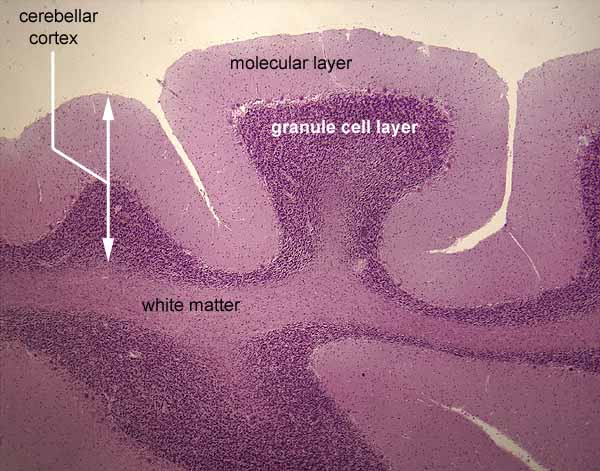 cerebellar
cortex
molecular layer
granule cell layer
white matter